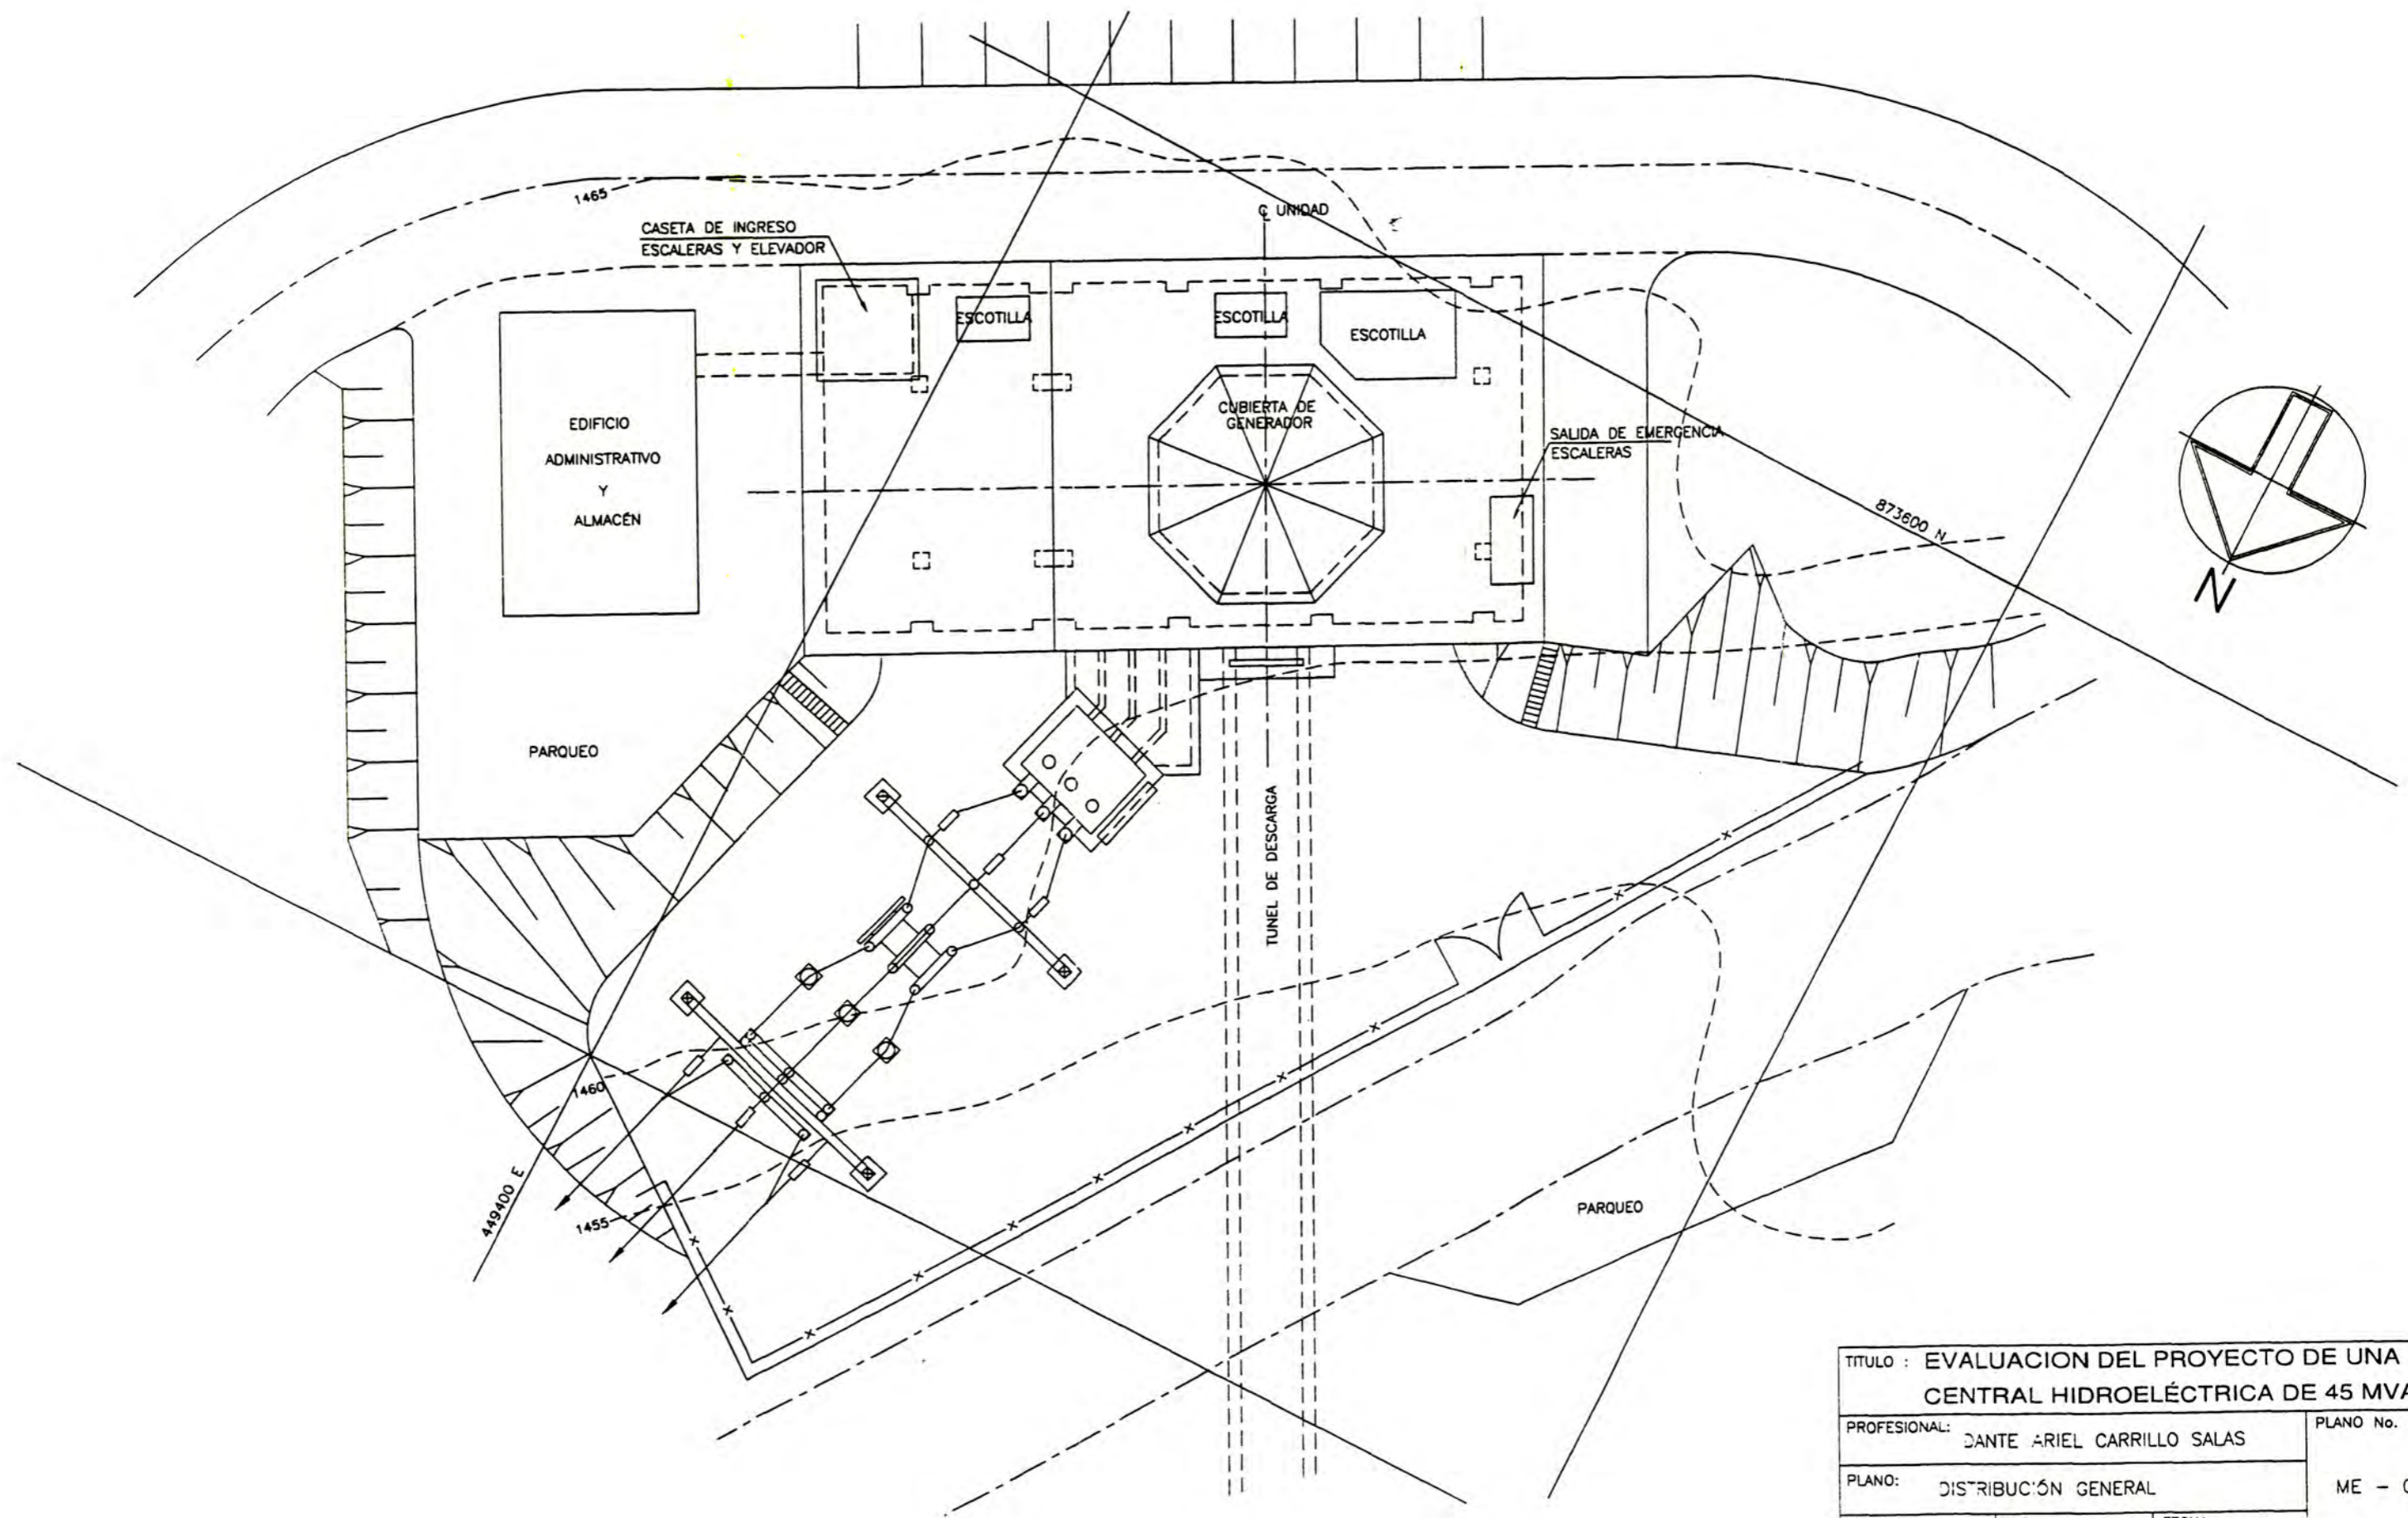 1465
CASETA DE INGRESO
ESCALERAS Y ELEVADOR
℄ UNIDAD
ESCOTILLA
ESCOTILLA
ESCOTILLA
EDIFICIO
ADMINISTRATIVO
Y
ALMACÉN
CUBIERTA DE
GENERADOR
SALIDA DE EMERGENCIA
ESCALERAS
873600 N
N
PARQUEO
TUNEL DE DESCARGA
1460
449400 E
1455
PARQUEO
TITULO : EVALUACION DEL PROYECTO DE UNA
CENTRAL HIDROELÉCTRICA DE 45 MVA
PROFESIONAL: DANTE ARIEL CARRILLO SALAS
PLANO No.
PLANO: DISTRIBUCIÓN GENERAL
ME -